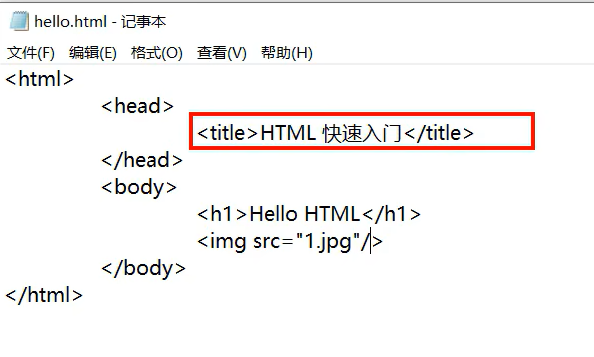 hello.html - 记事本
文件(F) 编辑(E) 格式(O) 查看(V) 帮助(H)
<html>
<head>
<title>HTML 快速入门</title>
</head>
<body>
<h1>Hello HTML</h1>
<img src="1.jpg"/>
</body>
</html>